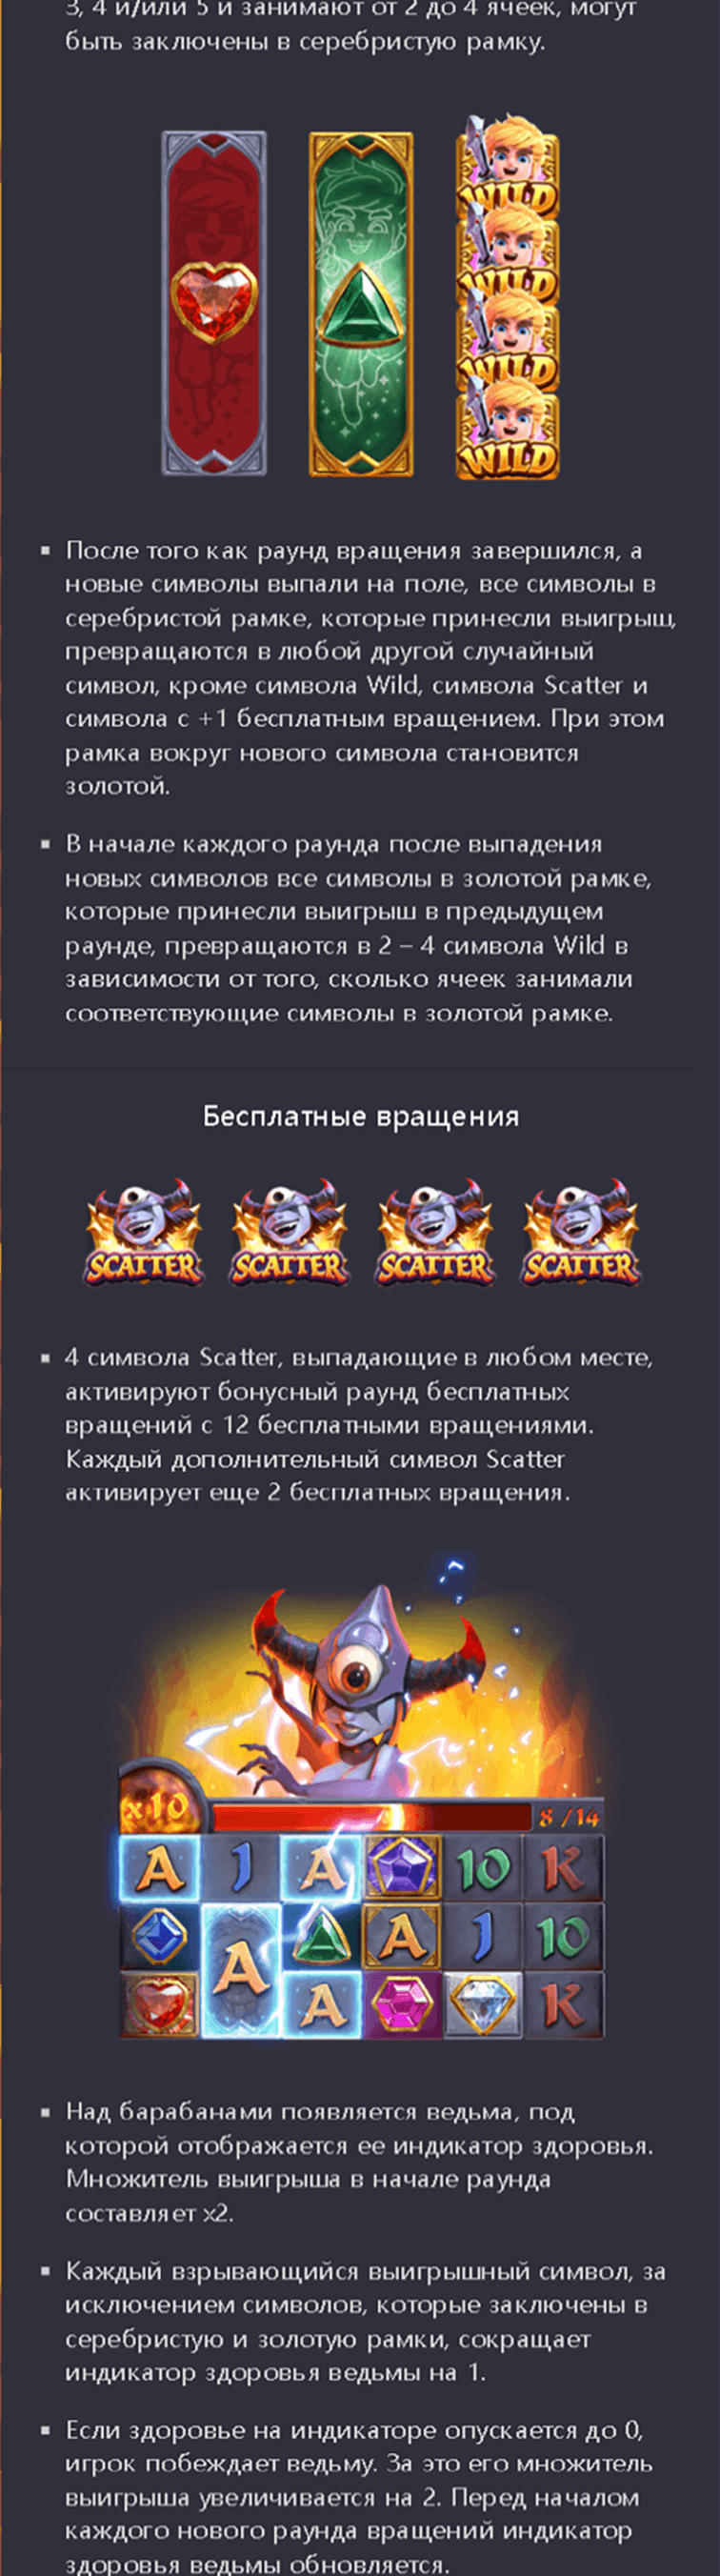 3, 4 и/или 5 и занимают от 2 до 4 ячеек, могут
быть заключены в серебристую рамку.
WILD
WILD
WILD
WILD
▪ После того как раунд вращения завершился, а
новые символы выпали на поле, все символы в
серебристой рамке, которые принесли выигрыш,
превращаются в любой другой случайный
символ, кроме символа Wild, символа Scatter и
символа с +1 бесплатным вращением. При этом
рамка вокруг нового символа становится
золотой.
▪ В начале каждого раунда после выпадения
новых символов все символы в золотой рамке,
которые принесли выигрыш в предыдущем
раунде, превращаются в 2 – 4 символа Wild в
зависимости от того, сколько ячеек занимали
соответствующие символы в золотой рамке.
Бесплатные вращения
SCATTER SCATTER SCATTER SCATTER
▪ 4 символа Scatter, выпадающие в любом месте,
активируют бонусный раунд бесплатных
вращений с 12 бесплатными вращениями.
Каждый дополнительный символ Scatter
активирует еще 2 бесплатных вращения.
x10 8/14
A J A 10 K
A A J 10
A K
▪ Над барабанами появляется ведьма, под
которой отображается ее индикатор здоровья.
Множитель выигрыша в начале раунда
составляет x2.
▪ Каждый взрывающийся выигрышный символ, за
исключением символов, которые заключены в
серебристую и золотую рамки, сокращает
индикатор здоровья ведьмы на 1.
▪ Если здоровье на индикаторе опускается до 0,
игрок побеждает ведьму. За это его множитель
выигрыша увеличивается на 2. Перед началом
каждого нового раунда вращений индикатор
здоровья ведьмы обновляется.